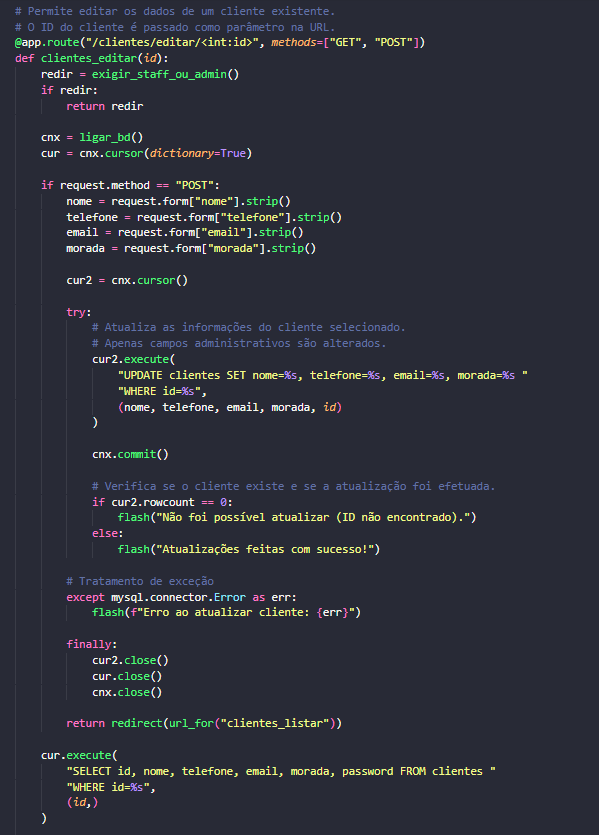 # Permite editar os dados de um cliente existente.
# O ID do cliente é passado como parâmetro na URL.
@app.route("/clientes/editar/<int:id>", methods=["GET", "POST"])
def clientes_editar(id):
    redir = exigir_staff_ou_admin()
    if redir:
        return redir

    cnx = ligar_bd()
    cur = cnx.cursor(dictionary=True)

    if request.method == "POST":
        nome = request.form["nome"].strip()
        telefone = request.form["telefone"].strip()
        email = request.form["email"].strip()
        morada = request.form["morada"].strip()

        cur2 = cnx.cursor()

        try:
            # Atualiza as informações do cliente selecionado.
            # Apenas campos administrativos são alterados.
            cur2.execute(
                "UPDATE clientes SET nome=%s, telefone=%s, email=%s, morada=%s "
                "WHERE id=%s",
                (nome, telefone, email, morada, id)
            )

            cnx.commit()

            # Verifica se o cliente existe e se a atualização foi efetuada.
            if cur2.rowcount == 0:
                flash("Não foi possível atualizar (ID não encontrado).")
            else:
                flash("Atualizações feitas com sucesso!")

        # Tratamento de exceção
        except mysql.connector.Error as err:
            flash(f"Erro ao atualizar cliente: {err}")

        finally:
            cur2.close()
            cur.close()
            cnx.close()

        return redirect(url_for("clientes_listar"))

    cur.execute(
        "SELECT id, nome, telefone, email, morada, password FROM clientes "
        "WHERE id=%s",
        (id,)
    )